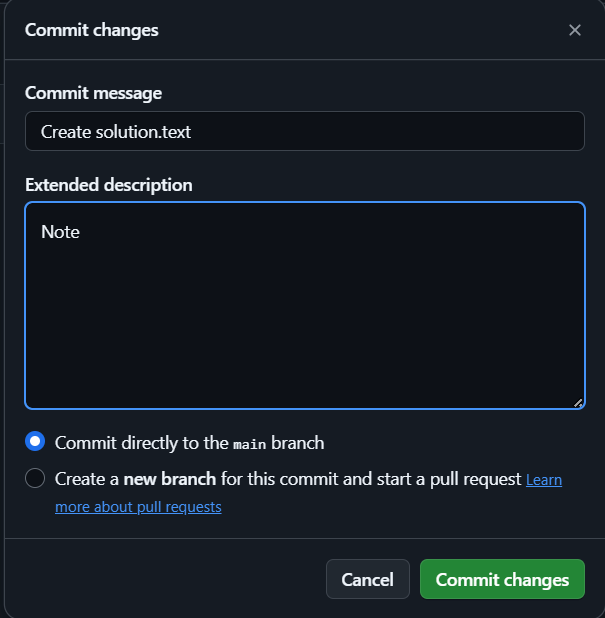 Commit changes
Commit message
Create solution.text
Extended description
Note
Commit directly to the main branch
Create a new branch for this commit and start a pull request Learn
more about pull requests
Cancel
Commit changes